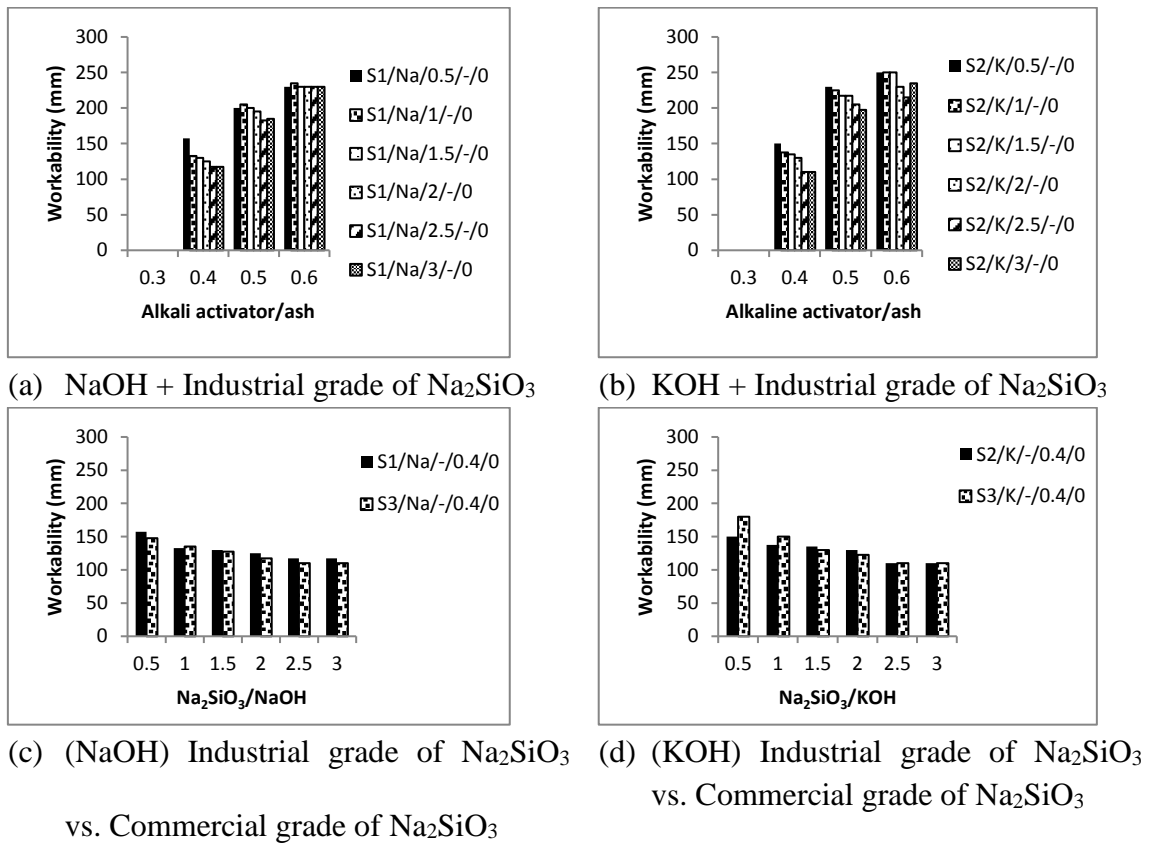 300
250
200
150
100
50
0
Workability (mm)
0.3 0.4 0.5 0.6
Alkali activator/ash
S1/Na/0.5/-/0
S1/Na/1/-/0
S1/Na/1.5/-/0
S1/Na/2/-/0
S1/Na/2.5/-/0
S1/Na/3/-/0
300
250
200
150
100
50
0
Workability (mm)
0.3 0.4 0.5 0.6
Alkaline activator/ash
S2/K/0.5/-/0
S2/K/1/-/0
S2/K/1.5/-/0
S2/K/2/-/0
S2/K/2.5/-/0
S2/K/3/-/0
(a) NaOH + Industrial grade of Na₂SiO₃
(b) KOH + Industrial grade of Na₂SiO₃
300
250
200
150
100
50
0
Workability (mm)
0.5 1 1.5 2 2.5 3
Na₂SiO₃/NaOH
S1/Na/-/0.4/0
S3/Na/-/0.4/0
300
250
200
150
100
50
0
Workability (mm)
0.5 1 1.5 2 2.5 3
Na₂SiO₃/KOH
S2/K/-/0.4/0
S3/K/-/0.4/0
(c) (NaOH) Industrial grade of Na₂SiO₃
vs. Commercial grade of Na₂SiO₃
(d) (KOH) Industrial grade of Na₂SiO₃
vs. Commercial grade of Na₂SiO₃